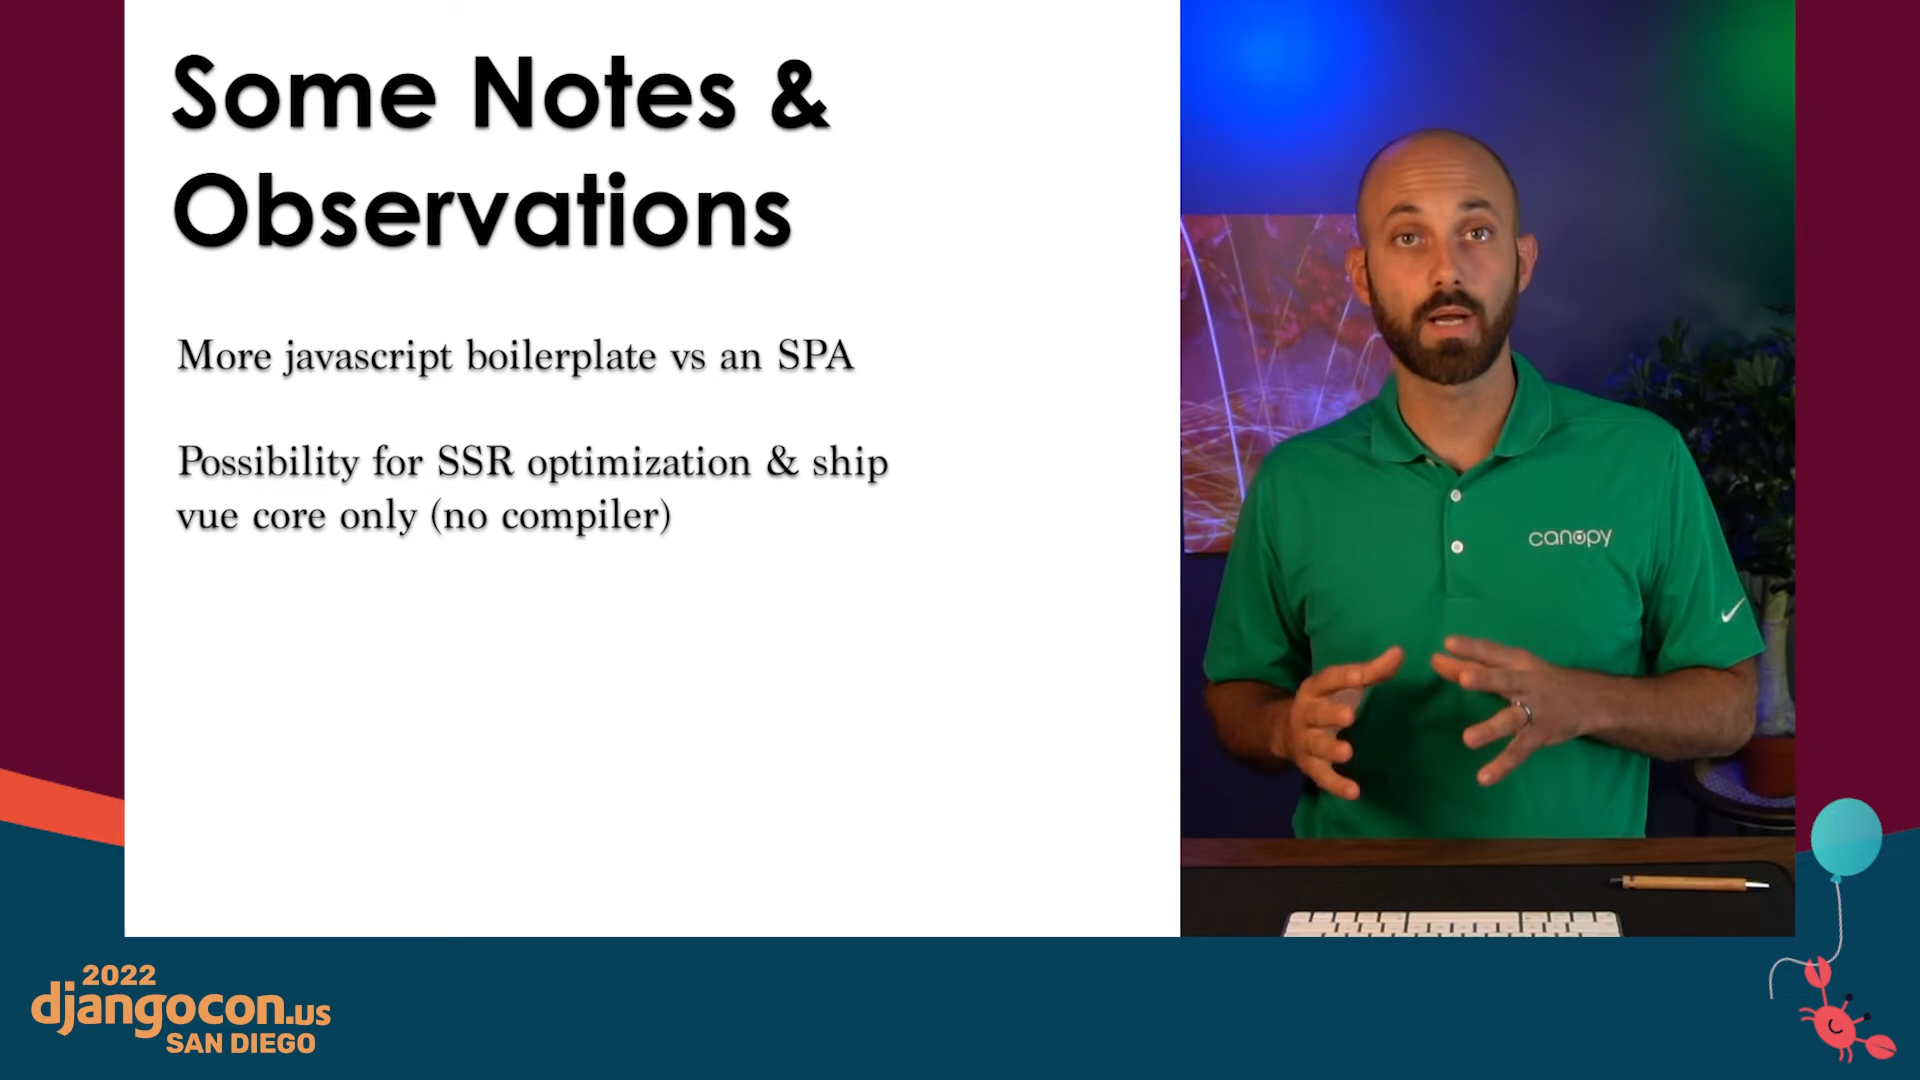 Some Notes &
Observations
More javascript boilerplate vs an SPA
Possibility for SSR optimization & ship
vue core only (no compiler)
canopy
2022
djangocon.us
SAN DIEGO